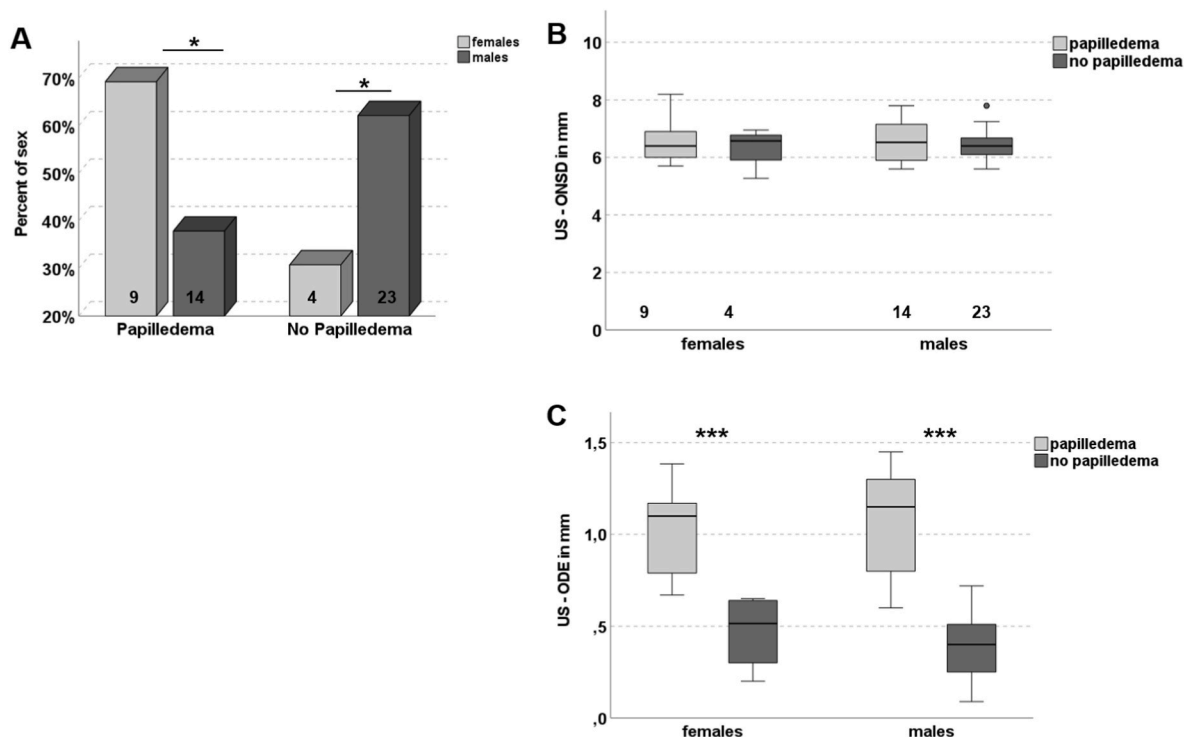 A
*
*
females
males
Percent of sex
70%
60%
50%
40%
30%
20%
9
14
4
23
Papilledema
No Papilledema
B
papilledema
no papilledema
US - ONSD in mm
10
8
6
4
2
0
9
4
14
23
females
males
C
***
***
papilledema
no papilledema
US - ODE in mm
1,5
1,0
,5
,0
females
males